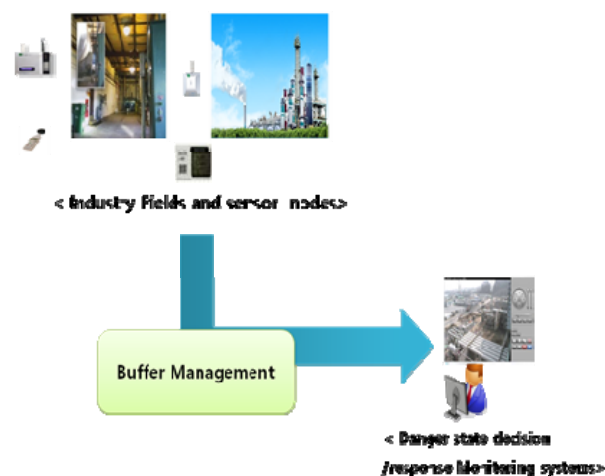 < Industry Fields and sensor nodes>
Buffer Management
< Danger state decision
/response Monitoring systems>